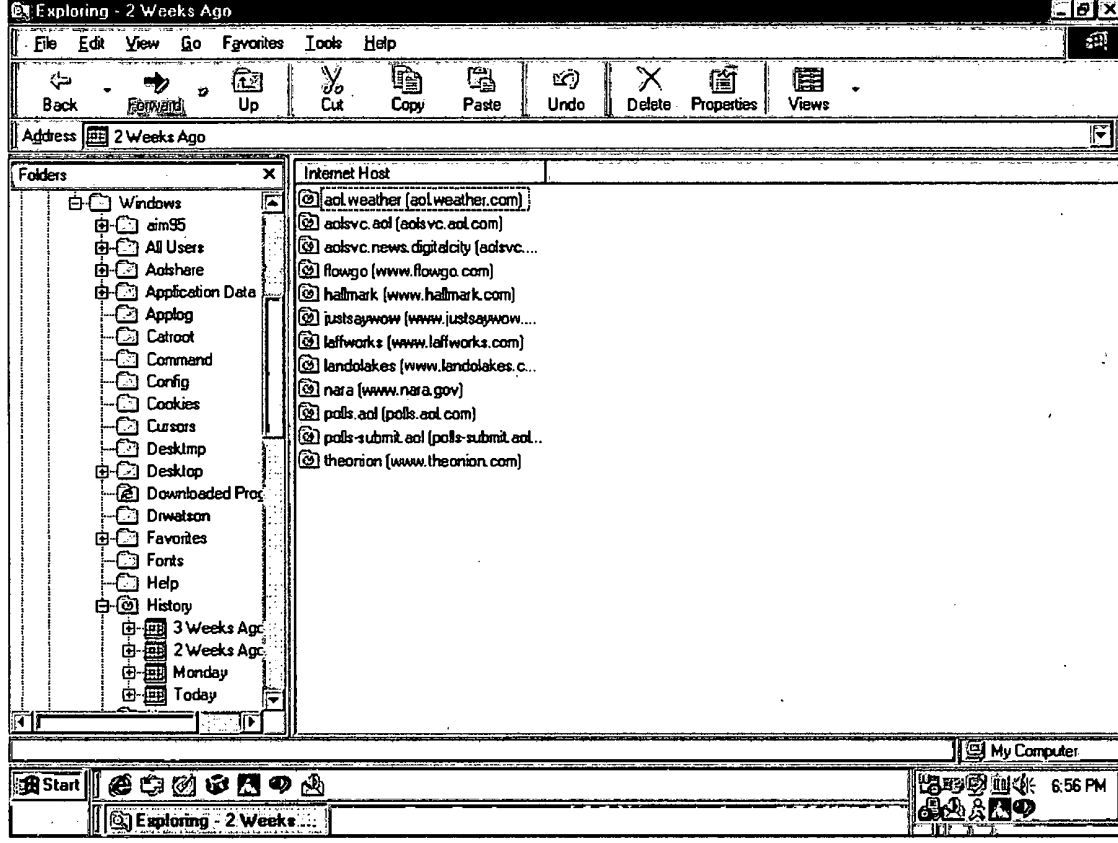 Exploring - 2 Weeks Ago
File Edit View Go Favorites Tools Help
Back Forward Up Cut Copy Paste Undo Delete Properties Views
Address 2 Weeks Ago
Folders
Windows
aim95
All Users
Aolshare
Application Data
Applog
Catroot
Command
Config
Cookies
Cursors
Desktmp
Desktop
Downloaded Prog
Drwatson
Favorites
Fonts
Help
History
3 Weeks Ago
2 Weeks Ago
Monday
Today
Internet Host
aol.weather (aol.weather.com)
aolsvc.aol (aolsvc.aol.com)
aolsvc.news.digitalcity (aolsvc....
flowgo (www.flowgo.com)
hallmark (www.hallmark.com)
justsaywow (www.justsaywow....
laffworks (www.laffworks.com)
landolakes (www.landolakes.c...
nara (www.nara.gov)
polls.aol (polls.aol.com)
polls-submit.aol (polls-submit.aol...
theonion (www.theonion.com)
My Computer
Start
6:56 PM
Exploring - 2 Weeks ...